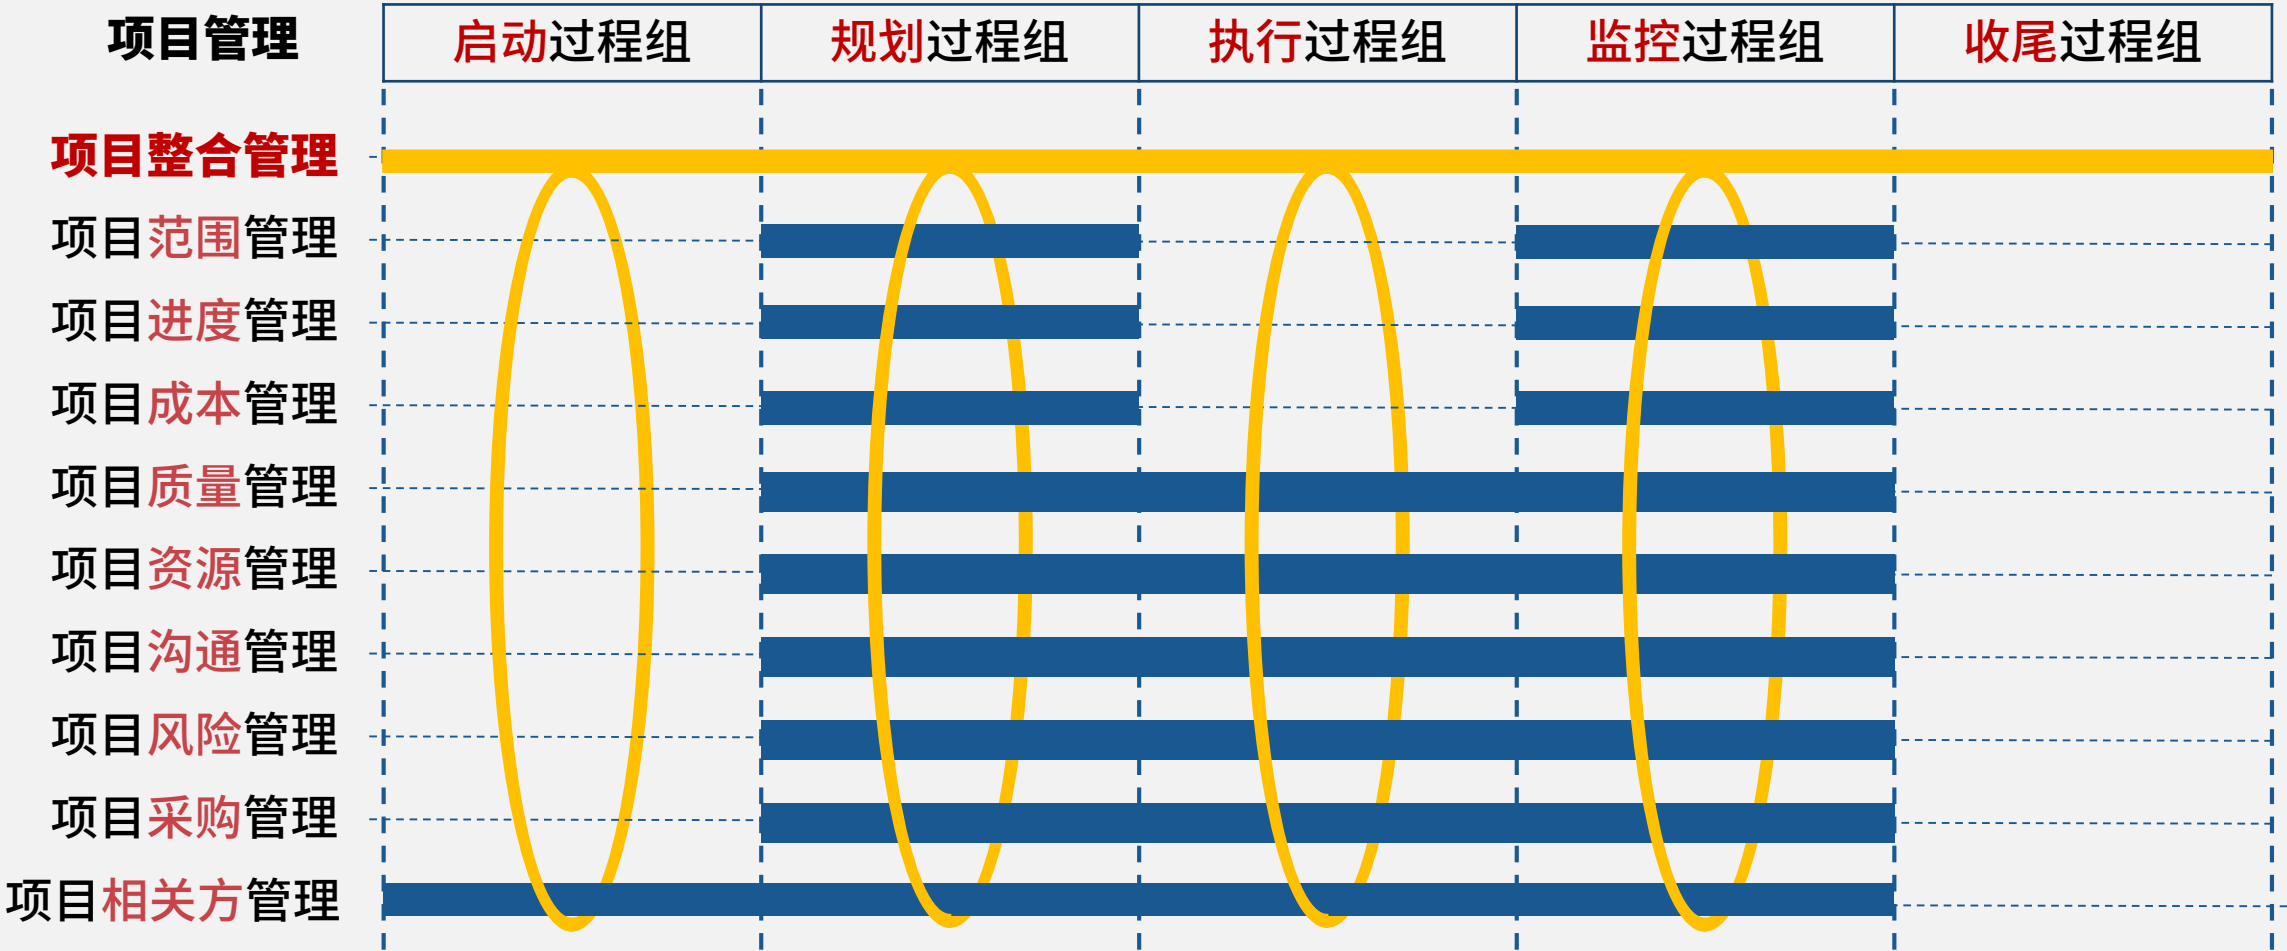 项目管理 启动过程组 规划过程组 执行过程组 监控过程组 收尾过程组
项目整合管理
项目范围管理
项目进度管理
项目成本管理
项目质量管理
项目资源管理
项目沟通管理
项目风险管理
项目采购管理
项目相关方管理